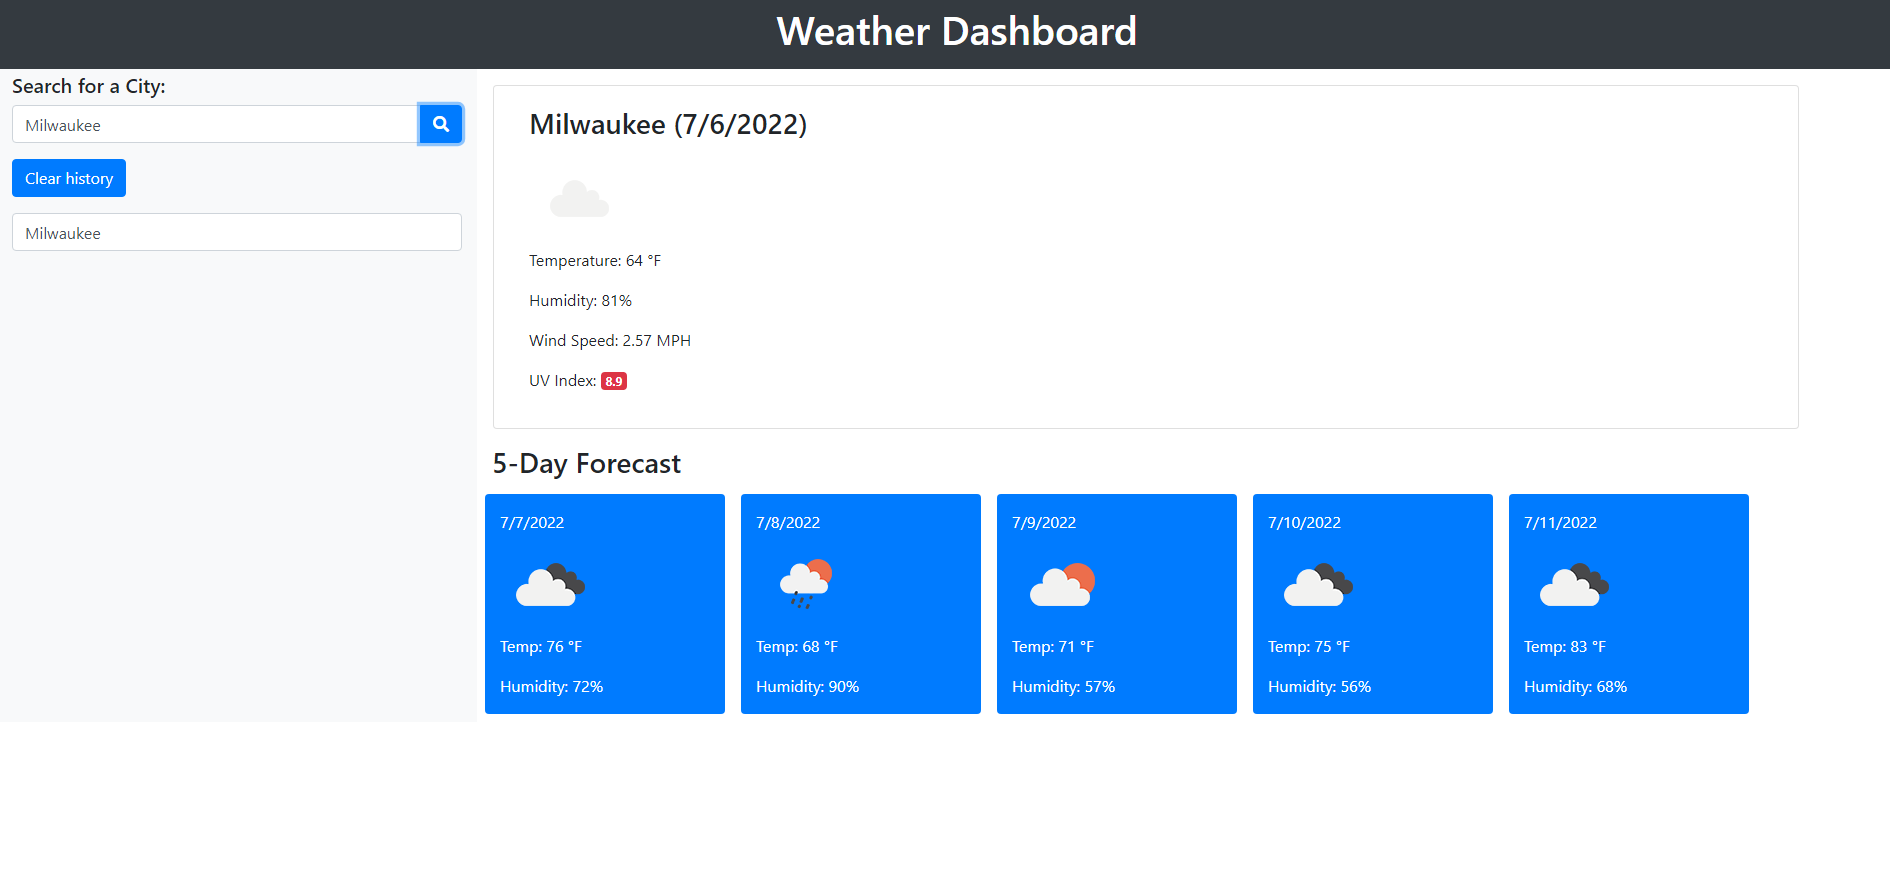 Weather Dashboard
Search for a City:
Milwaukee
Clear history
Milwaukee
Milwaukee (7/6/2022)
Temperature: 64 °F
Humidity: 81%
Wind Speed: 2.57 MPH
UV Index: 8.9
5-Day Forecast
7/7/2022
Temp: 76 °F
Humidity: 72%
7/8/2022
Temp: 68 °F
Humidity: 90%
7/9/2022
Temp: 71 °F
Humidity: 57%
7/10/2022
Temp: 75 °F
Humidity: 56%
7/11/2022
Temp: 83 °F
Humidity: 68%